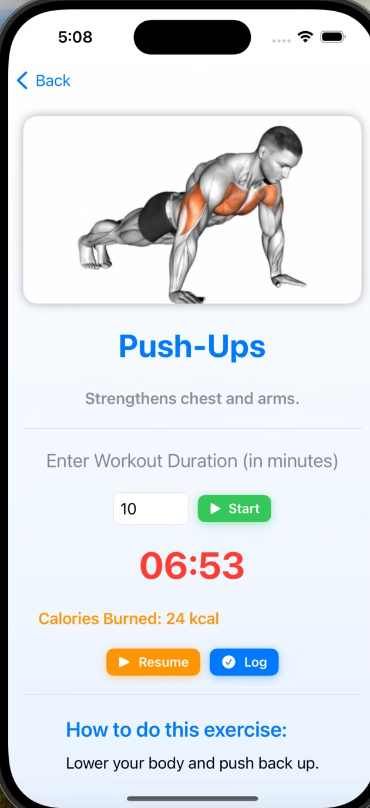 5:08
Back
Push-Ups
Strengthens chest and arms.
Enter Workout Duration (in minutes)
10
Start
06:53
Calories Burned: 24 kcal
Resume
Log
How to do this exercise:
Lower your body and push back up.